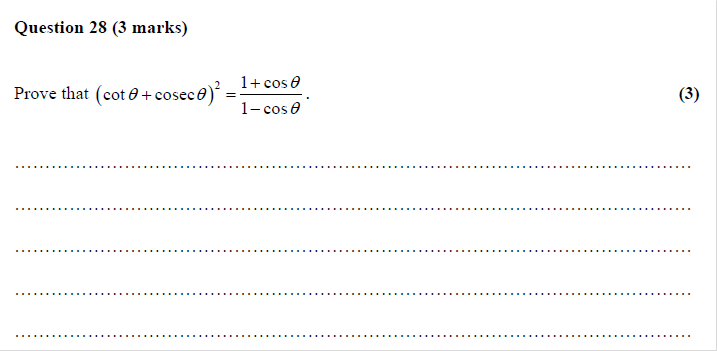 Question 28 (3 marks)
Prove that (cot θ + cosec θ)² = (1 + cos θ)/(1 − cos θ). (3)